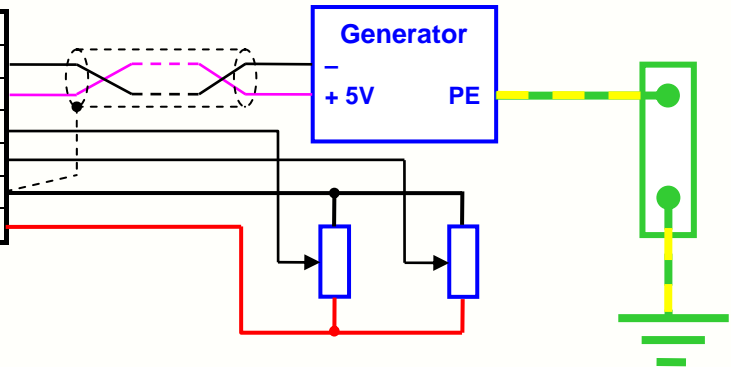 Generator
–
+ 5V PE